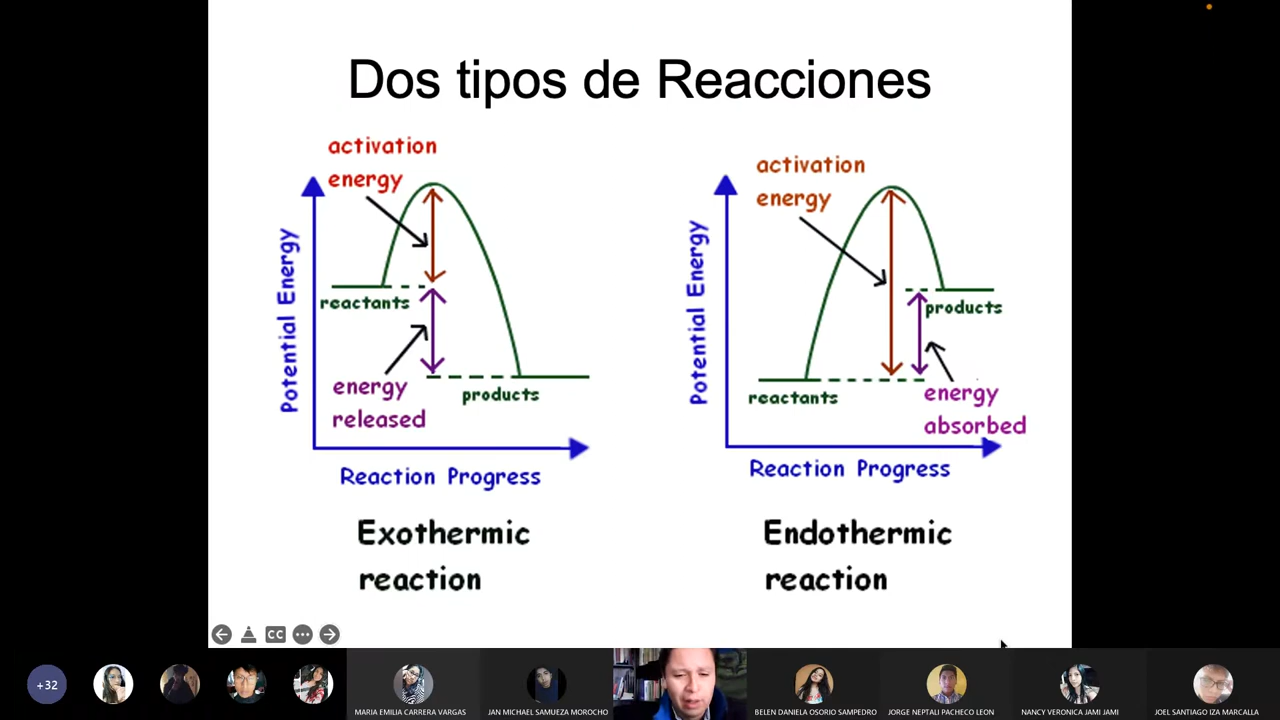 Dos tipos de Reacciones
activation
energy
Potential Energy
reactants
energy
released
products
Reaction Progress
Exothermic
reaction
activation
energy
Potential Energy
products
reactants
energy
absorbed
Reaction Progress
Endothermic
reaction
CC
+32
MARIA EMILIA CARRERA VARGAS
JAN MICHAEL SAMUEZA MOROCHO
BELEN DANIELA OSORIO SAMPEDRO
JORGE NEPTALI PACHECO LEON
NANCY VERONICA JAMI JAMI
JOEL SANTIAGO IZA MARCALLA